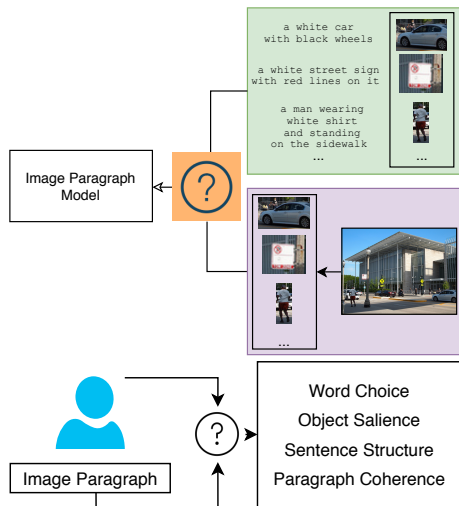 a white car
with black wheels
a white street sign
with red lines on it
a man wearing
white shirt
and standing
on the sidewalk
...
...
Image Paragraph
Model
?
...
?
Image Paragraph
Word Choice
Object Salience
Sentence Structure
Paragraph Coherence